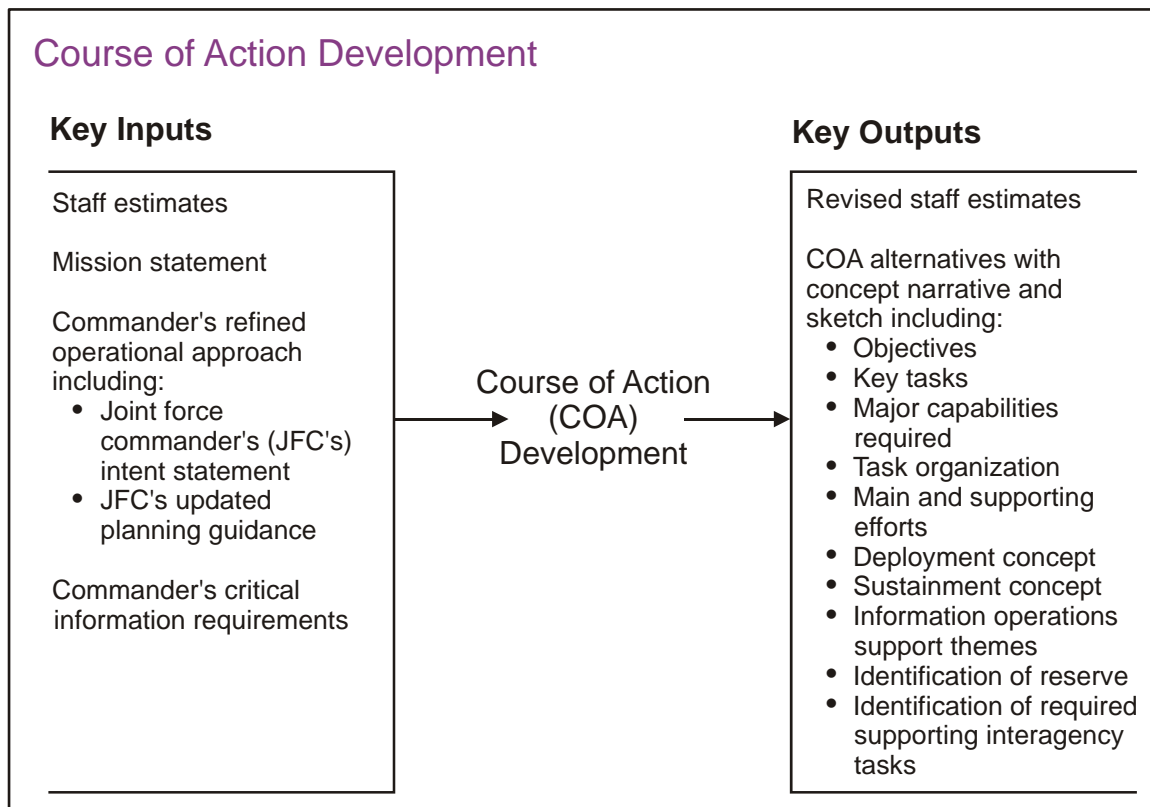 Course of Action Development
Key Inputs
Staff estimates
Mission statement
Commander's refined
operational approach
including:
• Joint force
commander's (JFC's)
intent statement
• JFC's updated
planning guidance
Commander's critical
information requirements
Course of Action
(COA)
Development
Key Outputs
Revised staff estimates
COA alternatives with
concept narrative and
sketch including:
• Objectives
• Key tasks
• Major capabilities
required
• Task organization
• Main and supporting
efforts
• Deployment concept
• Sustainment concept
• Information operations
support themes
• Identification of reserve
• Identification of required
supporting interagency
tasks